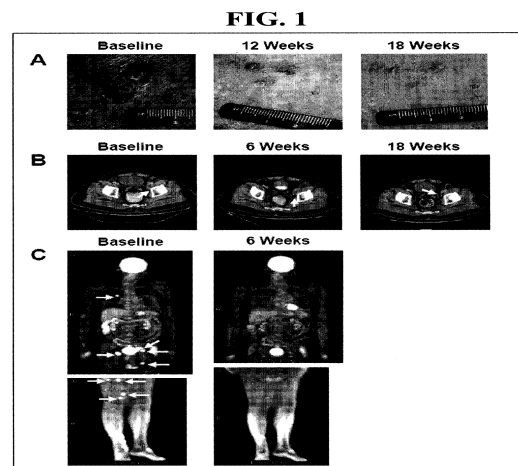 FIG. 1
Baseline 12 Weeks 18 Weeks
A
Baseline 6 Weeks 18 Weeks
B
Baseline 6 Weeks
C